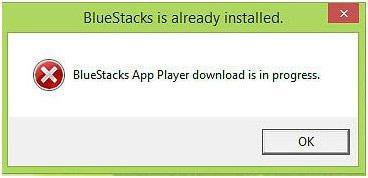 BlueStacks is already installed.
BlueStacks App Player download is in progress.
OK